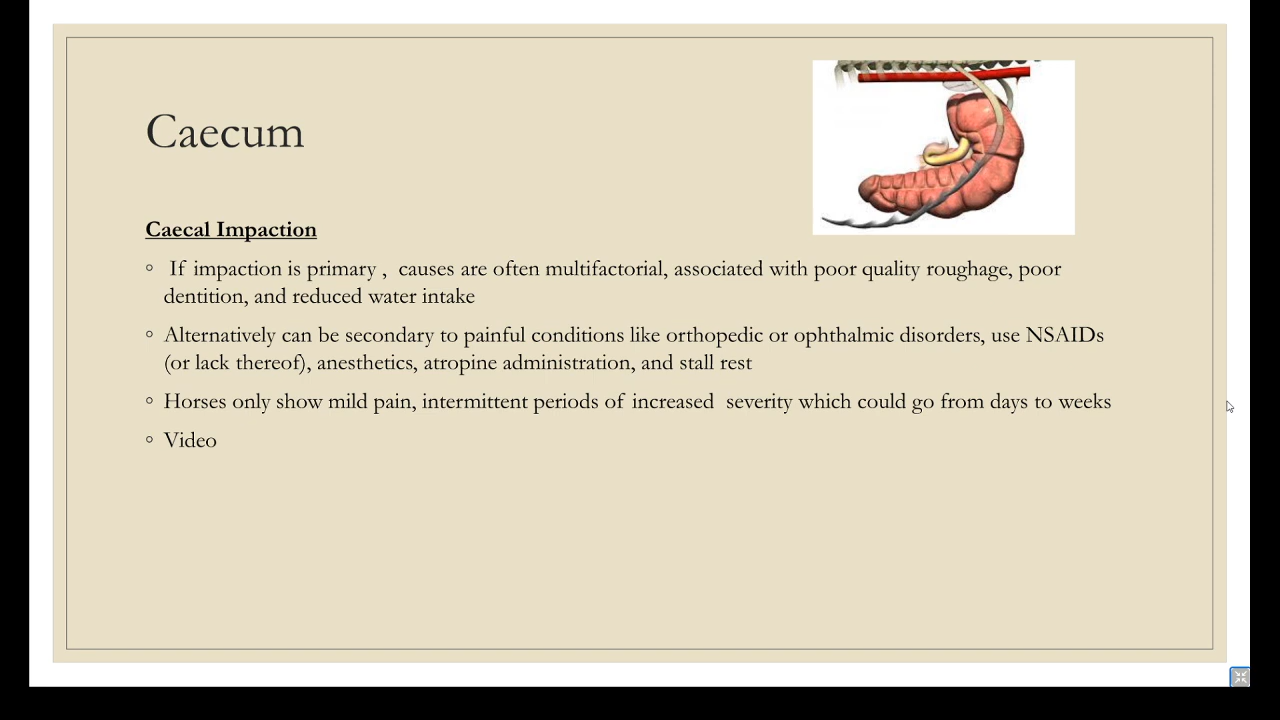 Caecum
Caecal Impaction
◦ If impaction is primary , causes are often multifactorial, associated with poor quality roughage, poor
dentition, and reduced water intake
◦ Alternatively can be secondary to painful conditions like orthopedic or ophthalmic disorders, use NSAIDs
(or lack thereof), anesthetics, atropine administration, and stall rest
◦ Horses only show mild pain, intermittent periods of increased severity which could go from days to weeks
◦ Video